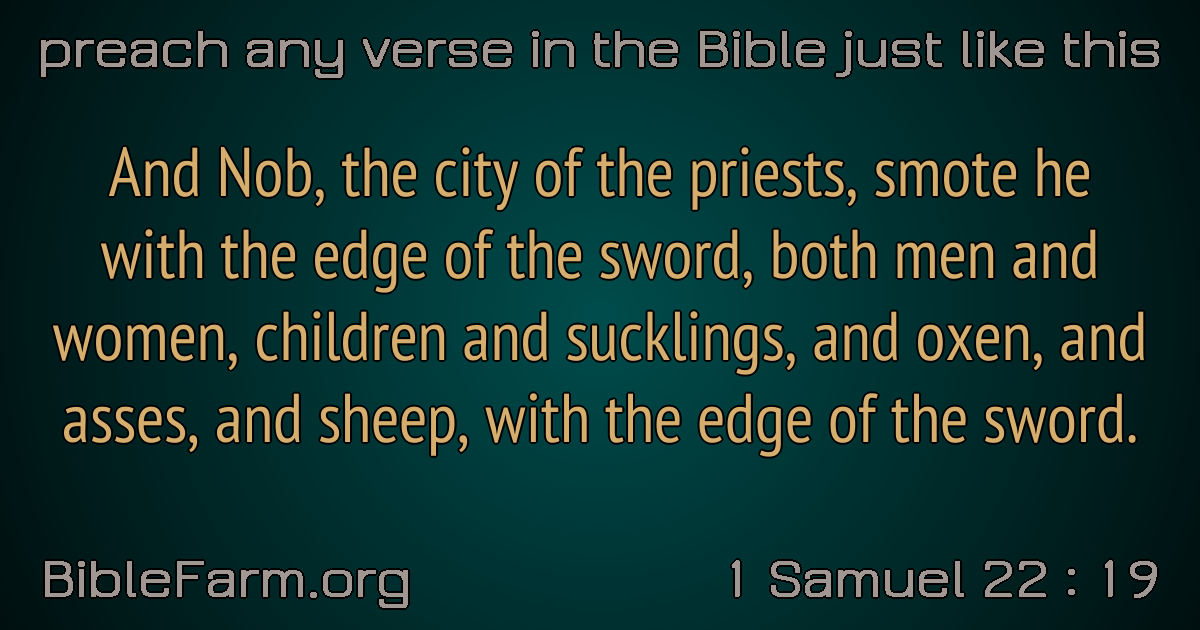 preach any verse in the Bible just like this
And Nob, the city of the priests, smote he
with the edge of the sword, both men and
women, children and sucklings, and oxen, and
asses, and sheep, with the edge of the sword.
BibleFarm.org
1 Samuel 22 : 19